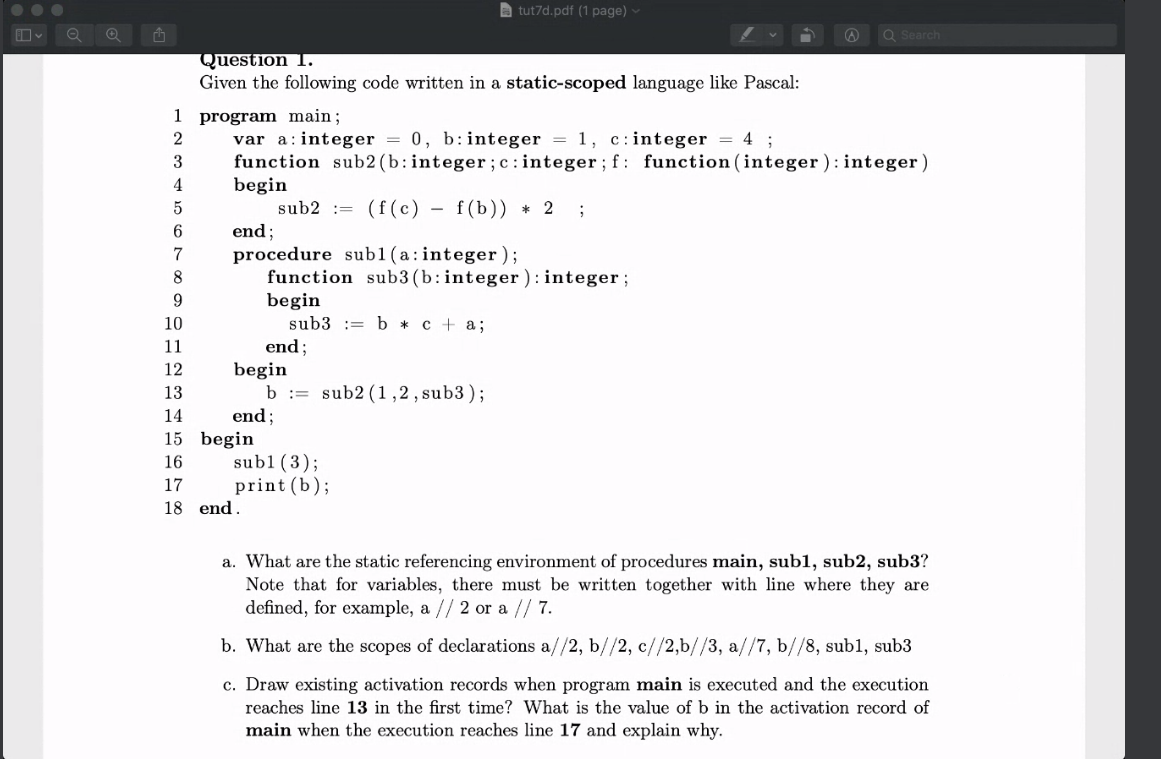 tut7d.pdf (1 page)
Search
Question 1.
Given the following code written in a static-scoped language like Pascal:
1 program main;
2 var a:integer = 0, b:integer = 1, c:integer = 4 ;
3 function sub2(b:integer;c:integer;f: function(integer):integer)
4 begin
5 sub2 := (f(c) − f(b)) * 2 ;
6 end;
7 procedure sub1(a:integer);
8 function sub3(b:integer):integer;
9 begin
10 sub3 := b * c + a;
11 end;
12 begin
13 b := sub2(1,2,sub3);
14 end;
15 begin
16 sub1(3);
17 print(b);
18 end.
a. What are the static referencing environment of procedures main, sub1, sub2, sub3?
Note that for variables, there must be written together with line where they are
defined, for example, a // 2 or a // 7.
b. What are the scopes of declarations a//2, b//2, c//2,b//3, a//7, b//8, sub1, sub3
c. Draw existing activation records when program main is executed and the execution
reaches line 13 in the first time? What is the value of b in the activation record of
main when the execution reaches line 17 and explain why.